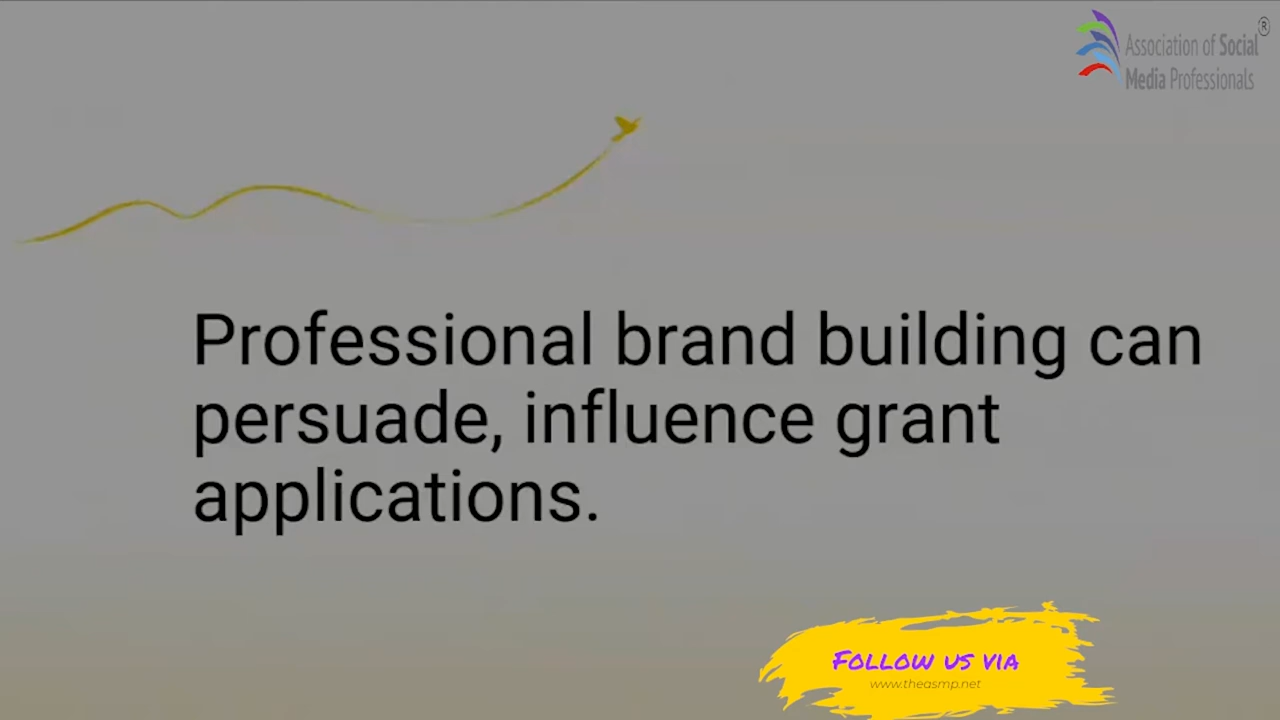 Association of Social ®
Media Professionals
Professional brand building can
persuade, influence grant
applications.
Follow us via
www.theasmp.net